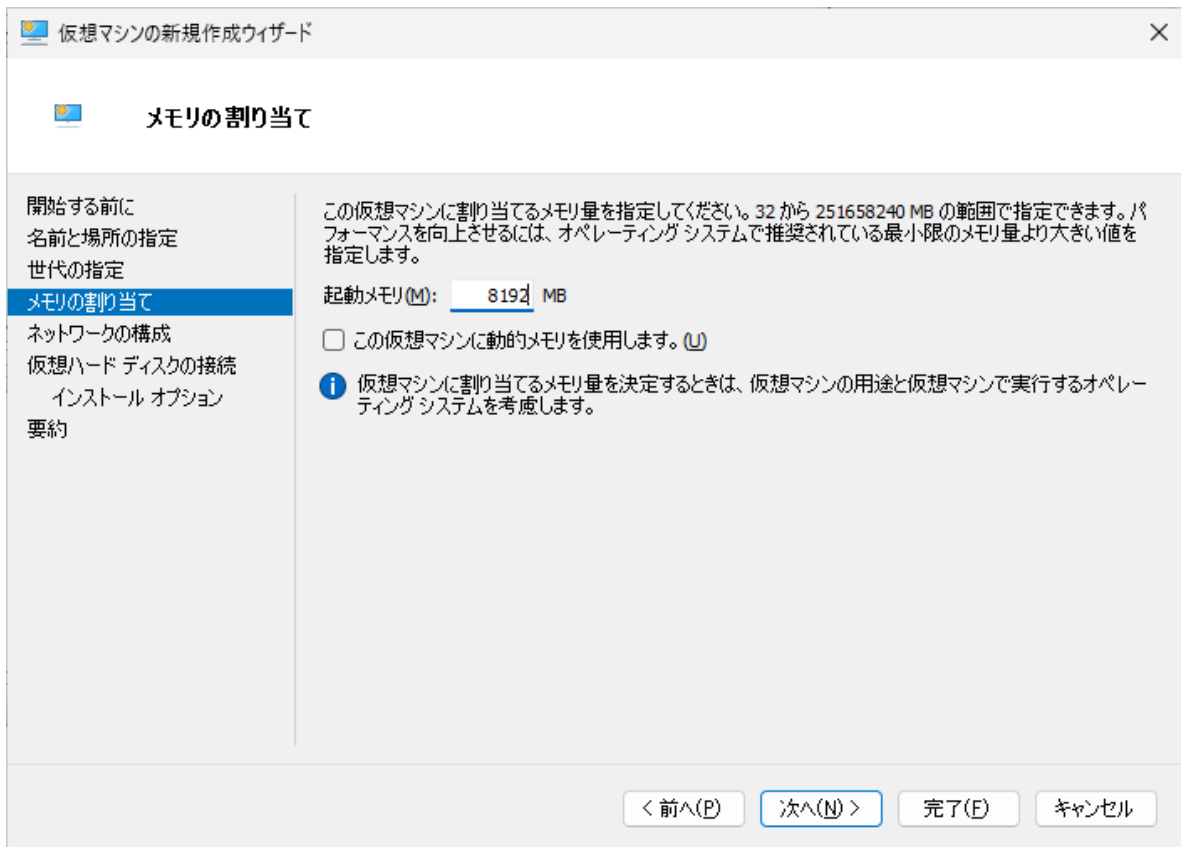 仮想マシンの新規作成ウィザード
メモリの割り当て
開始する前に
名前と場所の指定
世代の指定
メモリの割り当て
ネットワークの構成
仮想ハード ディスクの接続
インストール オプション
要約
この仮想マシンに割り当てるメモリ量を指定してください。32 から 251658240 MB の範囲で指定できます。パ
フォーマンスを向上させるには、オペレーティング システムで推奨されている最小限のメモリ量より大きい値を
指定します。
起動メモリ(M): 8192 MB
この仮想マシンに動的メモリを使用します。(U)
仮想マシンに割り当てるメモリ量を決定するときは、仮想マシンの用途と仮想マシンで実行するオペレー
ティング システムを考慮します。
< 前へ(P) 次へ(N) > 完了(F) キャンセル